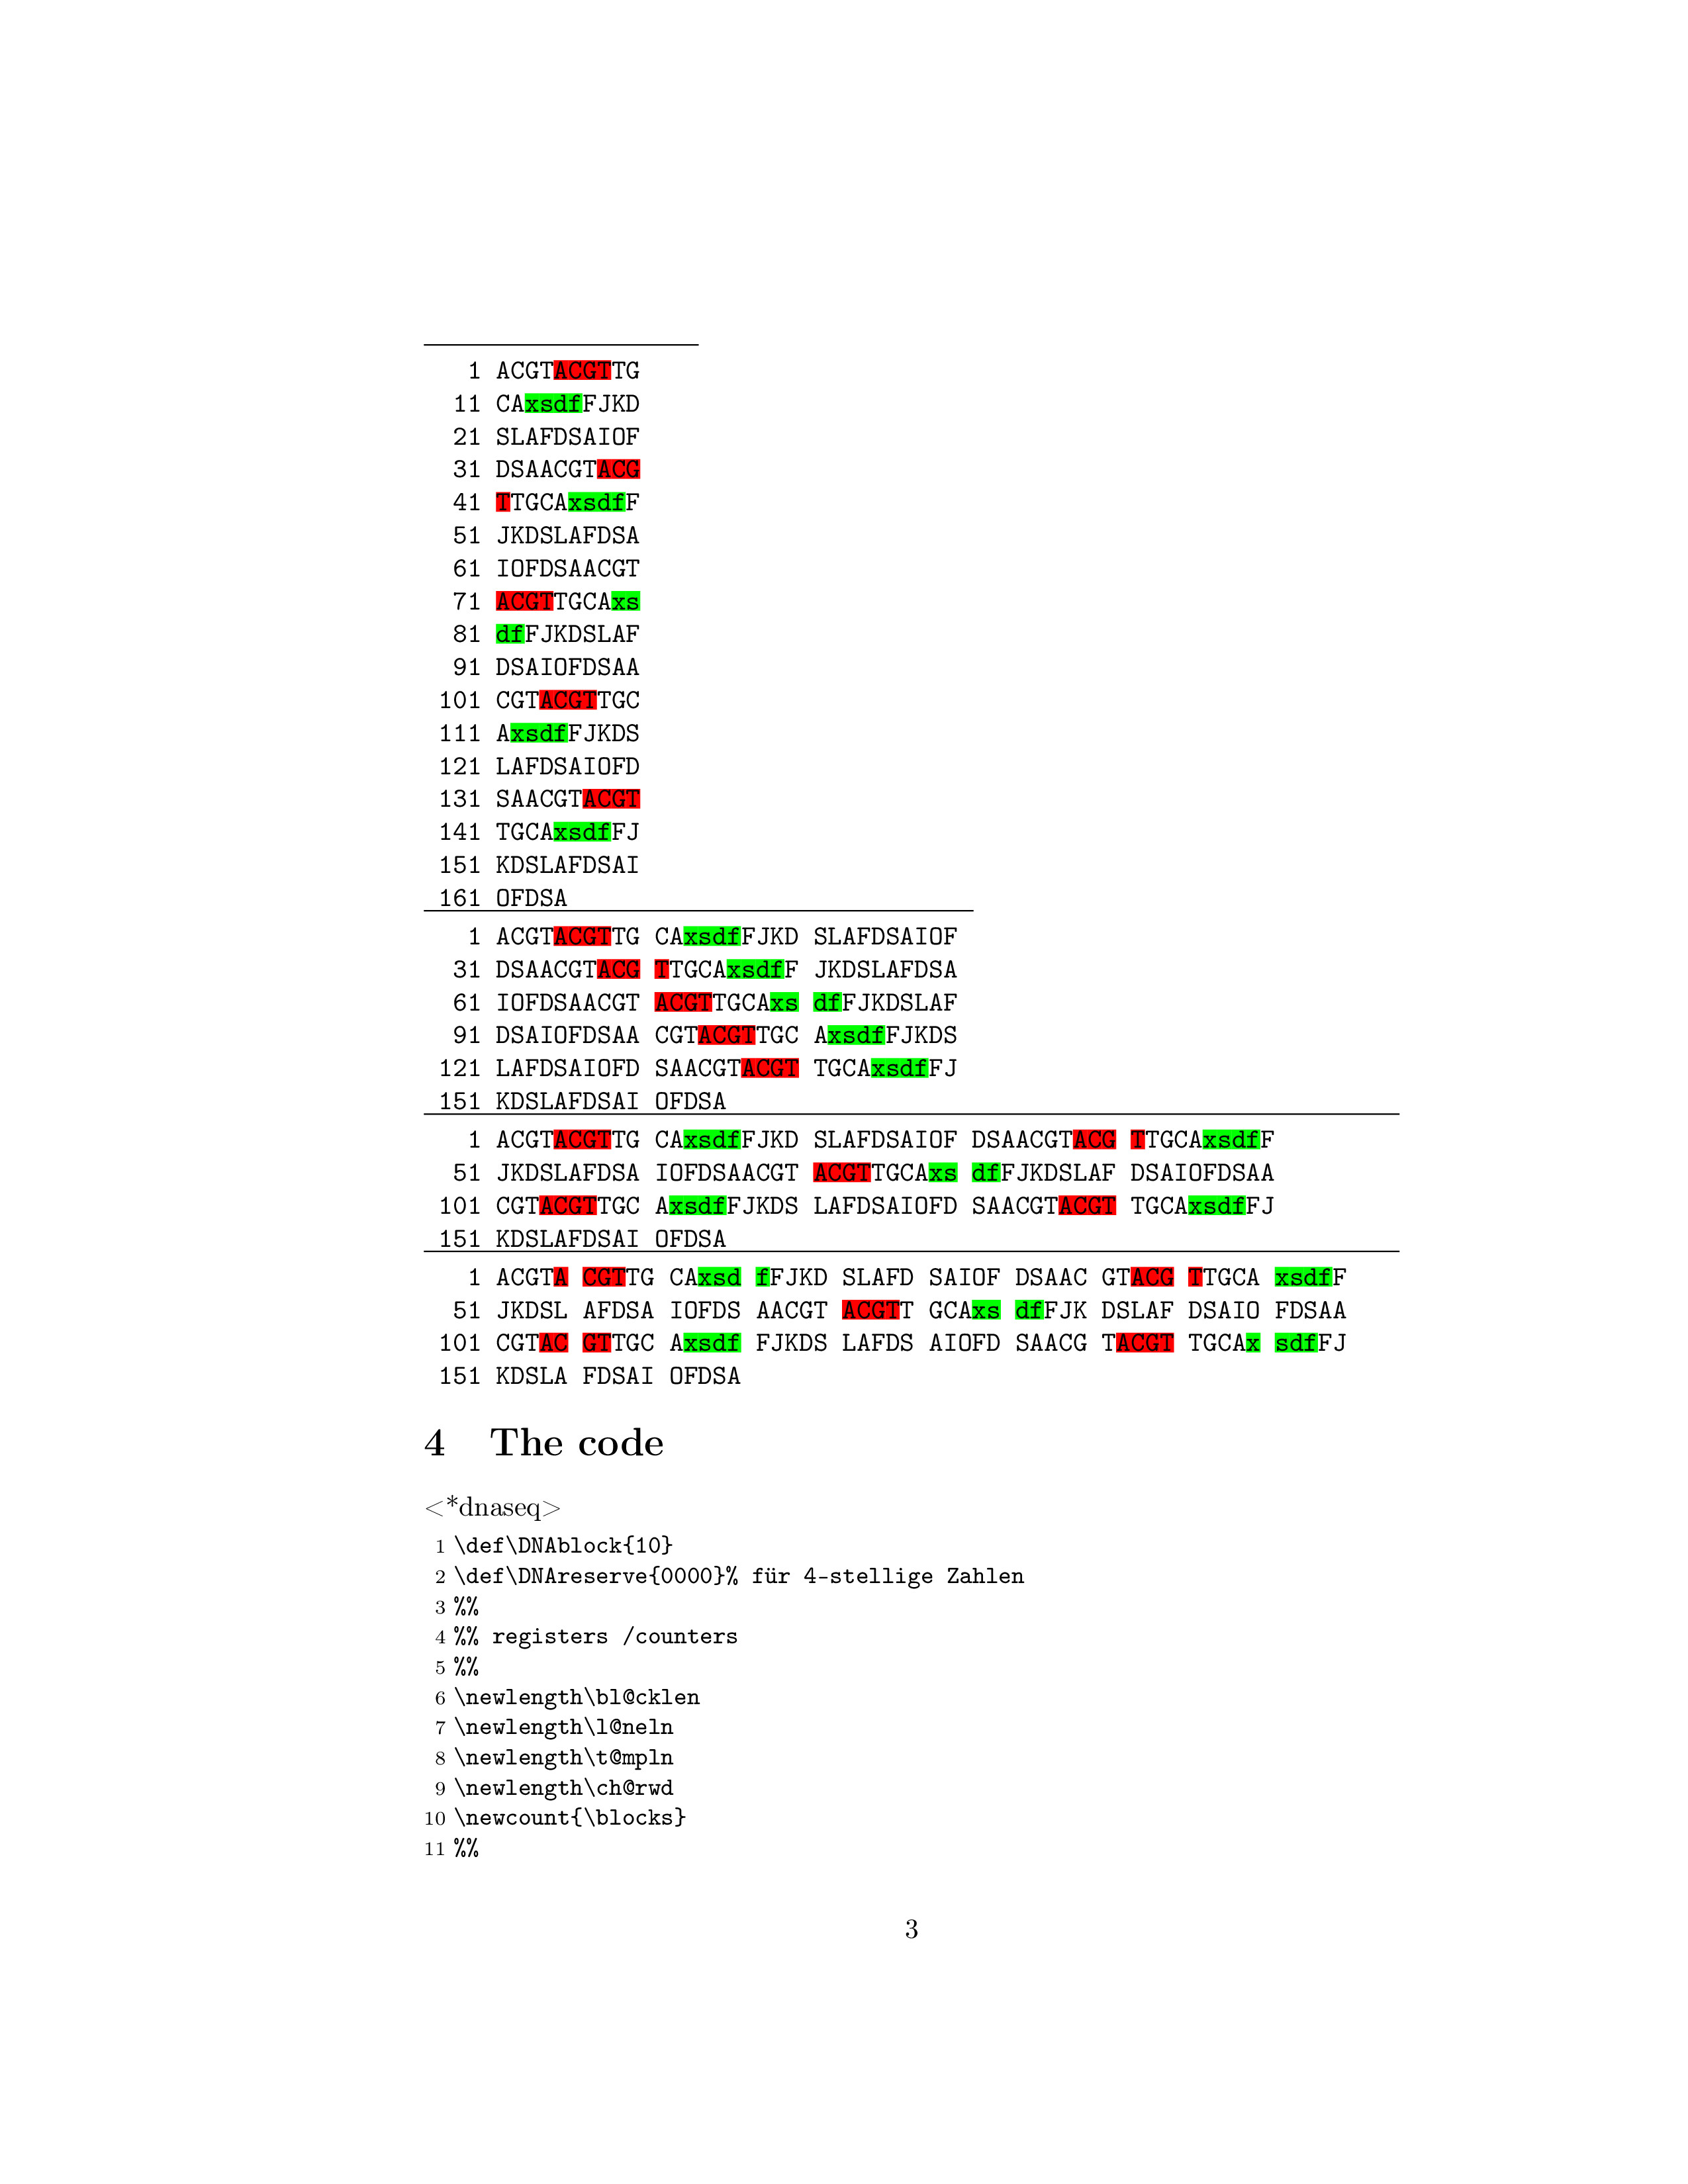 1 ACGTACGTTG
11 CAxsdfFJKD
21 SLAFDSAIOF
31 DSAACGTACG
41 TTGCAxsdfF
51 JKDSLAFDSA
61 IOFDSAACGT
71 ACGTTGCAxs
81 dfFJKDSLAF
91 DSAIOFDSAA
101 CGTACGTTGC
111 AxsdfFJKDS
121 LAFDSAIOFD
131 SAACGTACGT
141 TGCAxsdfFJ
151 KDSLAFDSAI
161 OFDSA
1 ACGTACGTTG CAxsdfFJKD SLAFDSAIOF
31 DSAACGTACG TTGCAxsdfF JKDSLAFDSA
61 IOFDSAACGT ACGTTGCAxs dfFJKDSLAF
91 DSAIOFDSAA CGTACGTTGC AxsdfFJKDS
121 LAFDSAIOFD SAACGTACGT TGCAxsdfFJ
151 KDSLAFDSAI OFDSA
1 ACGTACGTTG CAxsdfFJKD SLAFDSAIOF DSAACGTACG TTGCAxsdfF
51 JKDSLAFDSA IOFDSAACGT ACGTTGCAxs dfFJKDSLAF DSAIOFDSAA
101 CGTACGTTGC AxsdfFJKDS LAFDSAIOFD SAACGTACGT TGCAxsdfFJ
151 KDSLAFDSAI OFDSA
1 ACGTA CGTTG CAxsd fFJKD SLAFD SAIOF DSAAC GTACG TTGCA xsdfF
51 JKDSL AFDSA IOFDS AACGT ACGTT GCAxs dfFJK DSLAF DSAIO FDSAA
101 CGTAC GTTGC Axsdf FJKDS LAFDS AIOFD SAACG TACGT TGCAx sdfFJ
151 KDSLA FDSAI OFDSA
4 The code
<*dnaseq>
1 \def\DNAblock{10}
2 \def\DNAreserve{0000}% für 4-stellige Zahlen
3 %%
4 %% registers /counters
5 %%
6 \newlength\bl@cklen
7 \newlength\l@neln
8 \newlength\t@mpln
9 \newlength\ch@rwd
10 \newcount{\blocks}
11 %%
3